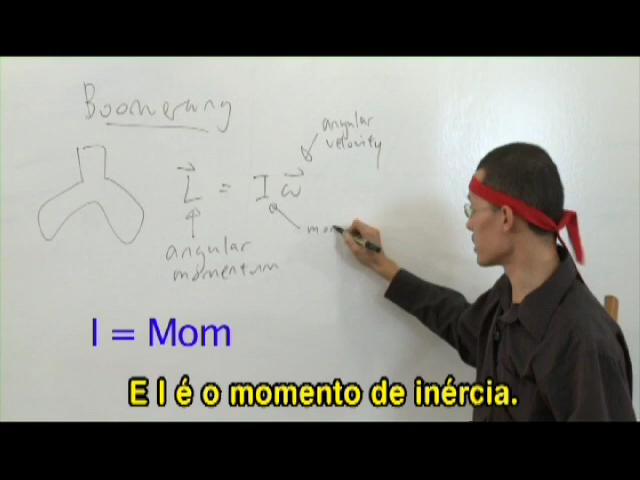 Boomerang
angular
velocity
L = I ω
mom
angular
momentum
I = Mom
E I é o momento de inércia.